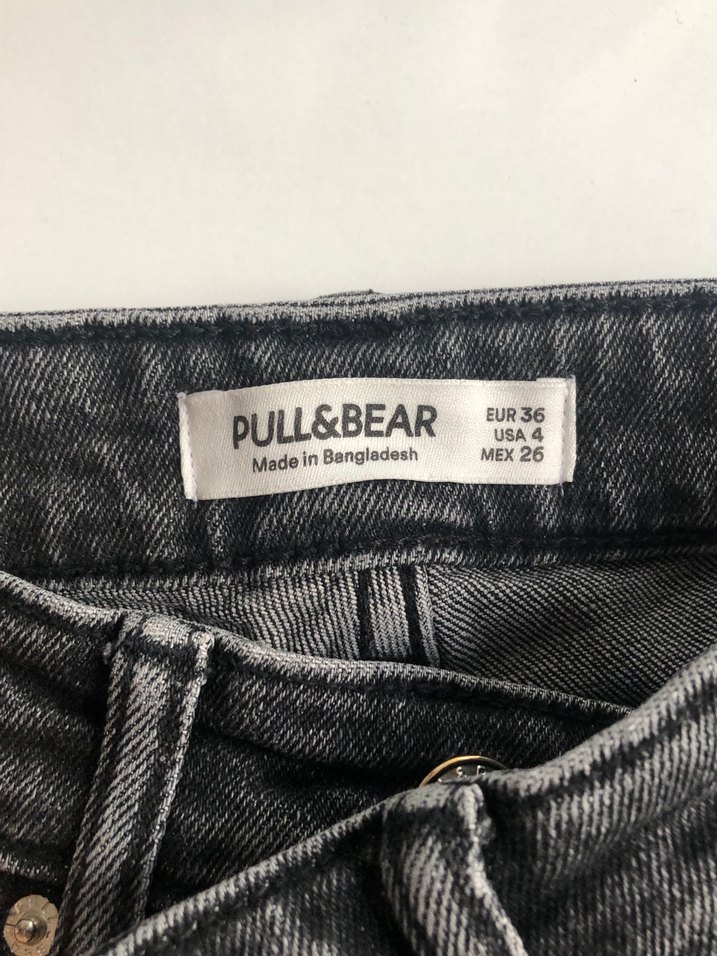 PULL&BEAR
Made in Bangladesh
EUR 36
USA 4
MEX 26